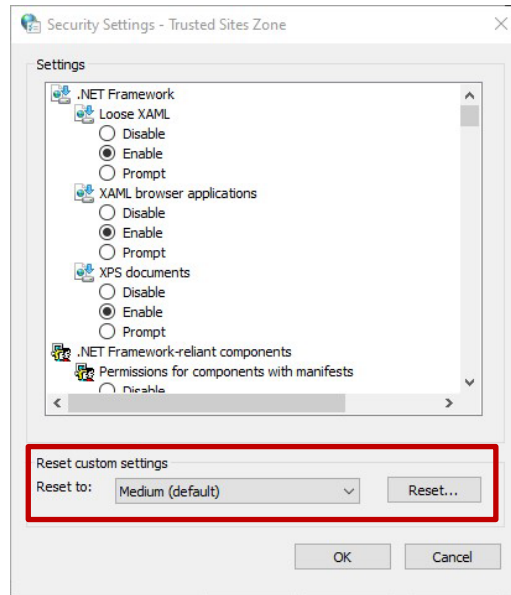 Security Settings - Trusted Sites Zone
Settings
.NET Framework
Loose XAML
Disable
Enable
Prompt
XAML browser applications
Disable
Enable
Prompt
XPS documents
Disable
Enable
Prompt
.NET Framework-reliant components
Permissions for components with manifests
Disable
Reset custom settings
Reset to: Medium (default) Reset...
OK Cancel